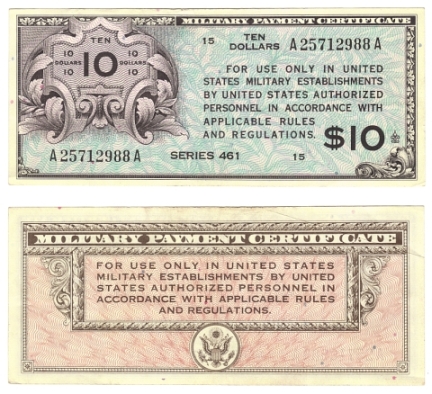 MILITARY PAYMENT CERTIFICATE
TEN
10 DOLLARS 10 DOLLARS 10
10 10
15 TEN DOLLARS A25712988A
FOR USE ONLY IN UNITED
STATES MILITARY ESTABLISHMENTS
BY UNITED STATES AUTHORIZED
PERSONNEL IN ACCORDANCE WITH
APPLICABLE RULES
AND REGULATIONS. $10
A25712988A SERIES 461 15
MILITARY PAYMENT CERTIFICATE
FOR USE ONLY IN UNITED STATES
MILITARY ESTABLISHMENTS BY UNITED
STATES AUTHORIZED PERSONNEL IN
ACCORDANCE WITH APPLICABLE RULES
AND REGULATIONS.